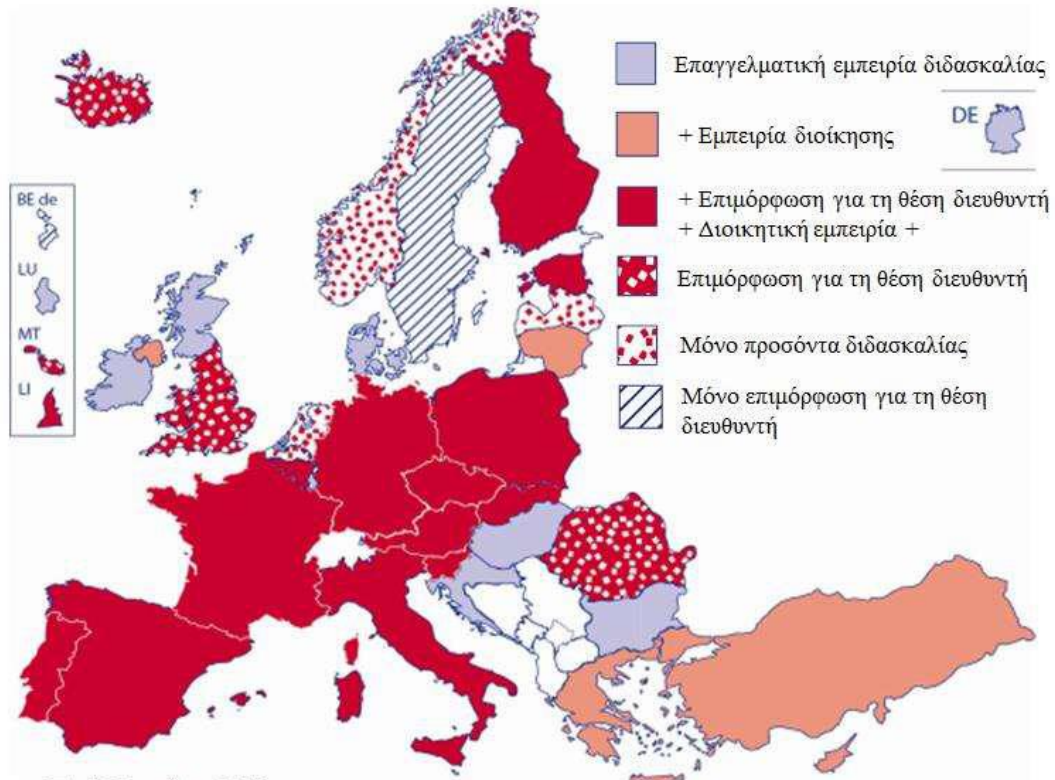 Επαγγελματική εμπειρία διδασκαλίας
DE
+ Εμπειρία διοίκησης
+ Επιμόρφωση για τη θέση διευθυντή
+ Διοικητική εμπειρία +
Επιμόρφωση για τη θέση διευθυντή
Μόνο προσόντα διδασκαλίας
Μόνο επιμόρφωση για τη θέση
διευθυντή
BE de
LU
MT
LI